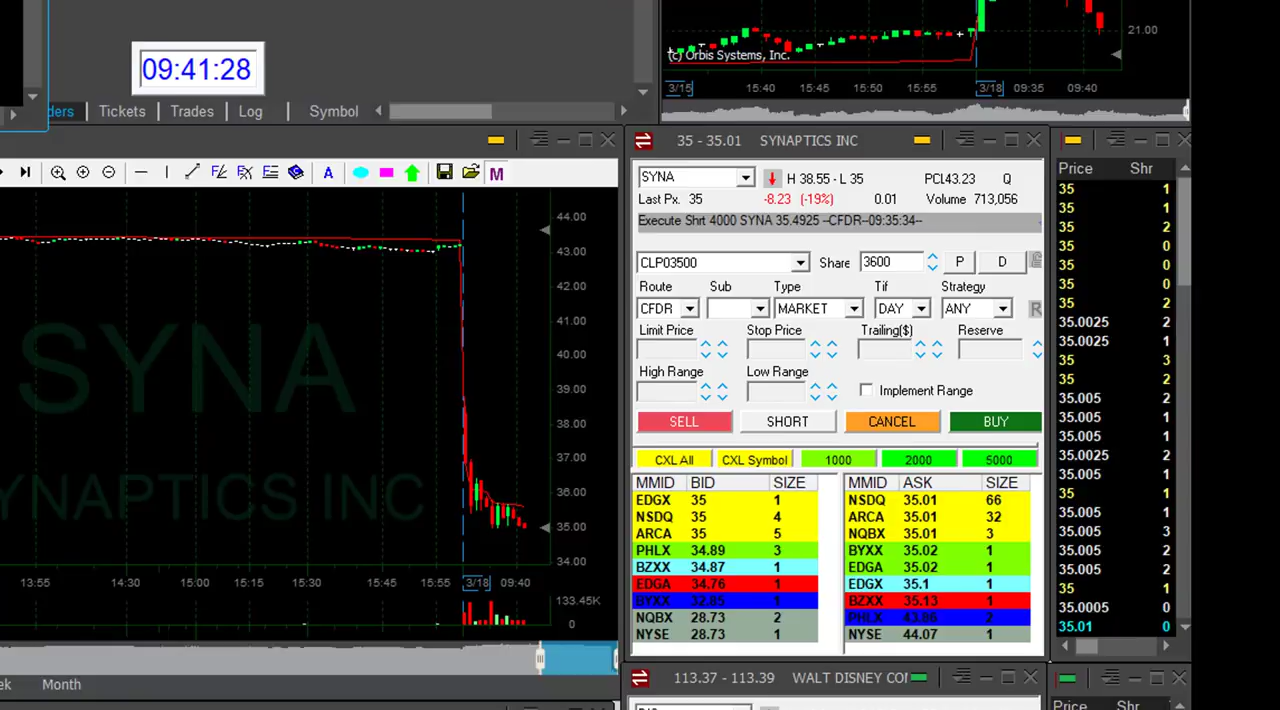 09:41:28
ders Tickets Trades Log Symbol
21.00
(c) Orbis Systems, Inc.
3/15 15:40 15:45 15:50 15:55 3/18 09:35 09:40
35 - 35.01 SYNAPTICS INC
A M
SYNA H 38.55 - L 35 PCL43.23 Q
Last Px. 35 -8.23 (-19%) 0.01 Volume 713,056
Execute Shrt 4000 SYNA 35.4925 --CFDR--09:35:34--
CLP03500 Share 3600 P D
Route Sub Type Tif Strategy
CFDR MARKET DAY ANY R
Limit Price Stop Price Trailing($) Reserve
High Range Low Range
Implement Range
SELL SHORT CANCEL BUY
CXL All CXL Symbol 1000 2000 5000
MMID BID SIZE MMID ASK SIZE
EDGX 35 1 NSDQ 35.01 66
NSDQ 35 4 ARCA 35.01 32
ARCA 35 5 NQBX 35.01 3
PHLX 34.89 3 BYXX 35.02 1
BZXX 34.87 1 EDGA 35.02 1
EDGA 34.76 1 EDGX 35.1 1
BYXX 32.85 1 BZXX 35.13 1
NQBX 28.73 2 PHLX 43.86 1
NYSE 28.73 1 NYSE 44.07 1
44.00
43.00
42.00
41.00
40.00
39.00
38.00
37.00
36.00
35.00
34.00
SYNA
YNAPTICS INC
13:55 14:30 15:00 15:15 15:30 15:45 15:55 3/18 09:40
133.45K
0
ek Month
Price Shr
35 1
35 1
35 2
35 0
35 0
35 0
35 2
35.0025 2
35.0025 1
35 3
35 2
35.005 2
35.005 1
35.005 1
35.0025 2
35.005 1
35 1
35.005 1
35.005 3
35.005 2
35.005 2
35 1
35.0005 0
35.01 0
113.37 - 113.39 WALT DISNEY CO
Price Shr